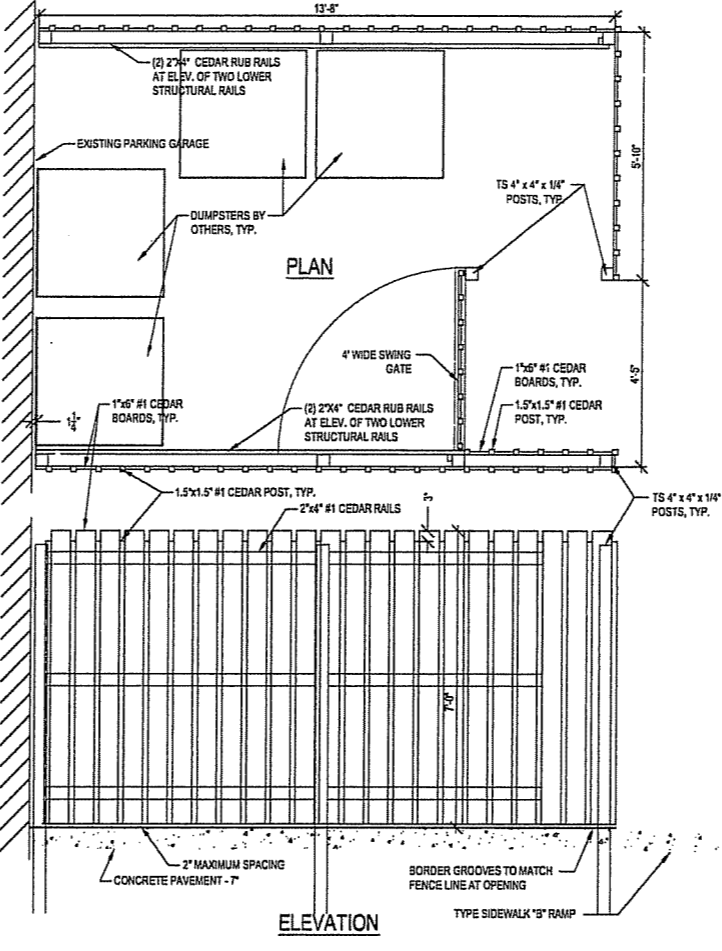 13'-8"
(2) 2"X4" CEDAR RUB RAILS
AT ELEV. OF TWO LOWER
STRUCTURAL RAILS
EXISTING PARKING GARAGE
5'-10"
TS 4" x 4" x 1/4"
POSTS, TYP.
DUMPSTERS BY
OTHERS, TYP.
PLAN
4' WIDE SWING
GATE
1"x6" #1 CEDAR
BOARDS, TYP.
4'-5"
1.5"x1.5" #1 CEDAR
POST, TYP.
1"x6" #1 CEDAR
BOARDS, TYP.
1 1/4"
(2) 2"X4" CEDAR RUB RAILS
AT ELEV. OF TWO LOWER
STRUCTURAL RAILS
1.5"x1.5" #1 CEDAR POST, TYP.
2"x4" #1 CEDAR RAILS
TS 4" x 4" x 1/4"
POSTS, TYP.
7'-0"
2" MAXIMUM SPACING
CONCRETE PAVEMENT - 7"
BORDER GROOVES TO MATCH
FENCE LINE AT OPENING
TYPE SIDEWALK "B" RAMP
ELEVATION